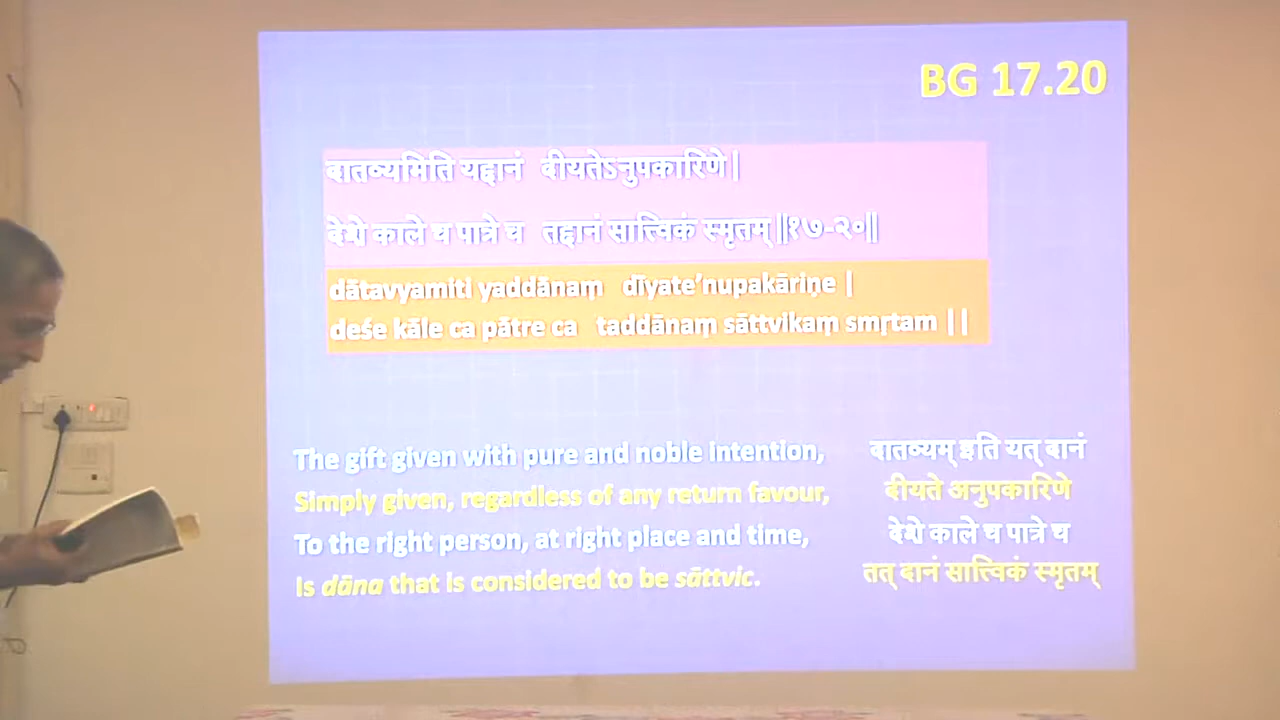 BG 17.20
दातव्यमिति यद्दानं दीयतेऽनुपकारिणे |
देशे काले च पात्रे च तद्दानं सात्त्विकं स्मृतम् ||१७-२०||
dātavyamiti yaddānaṃ dīyate’nupakāriṇe |
deśe kāle ca pātre ca taddānaṃ sāttvikaṃ smṛtam ||
The gift given with pure and noble intention,
Simply given, regardless of any return favour,
To the right person, at right place and time,
Is dāna that is considered to be sāttvic.
दातव्यम् इति यत् दानं
दीयते अनुपकारिणे
देशे काले च पात्रे च
तत् दानं सात्त्विकं स्मृतम्